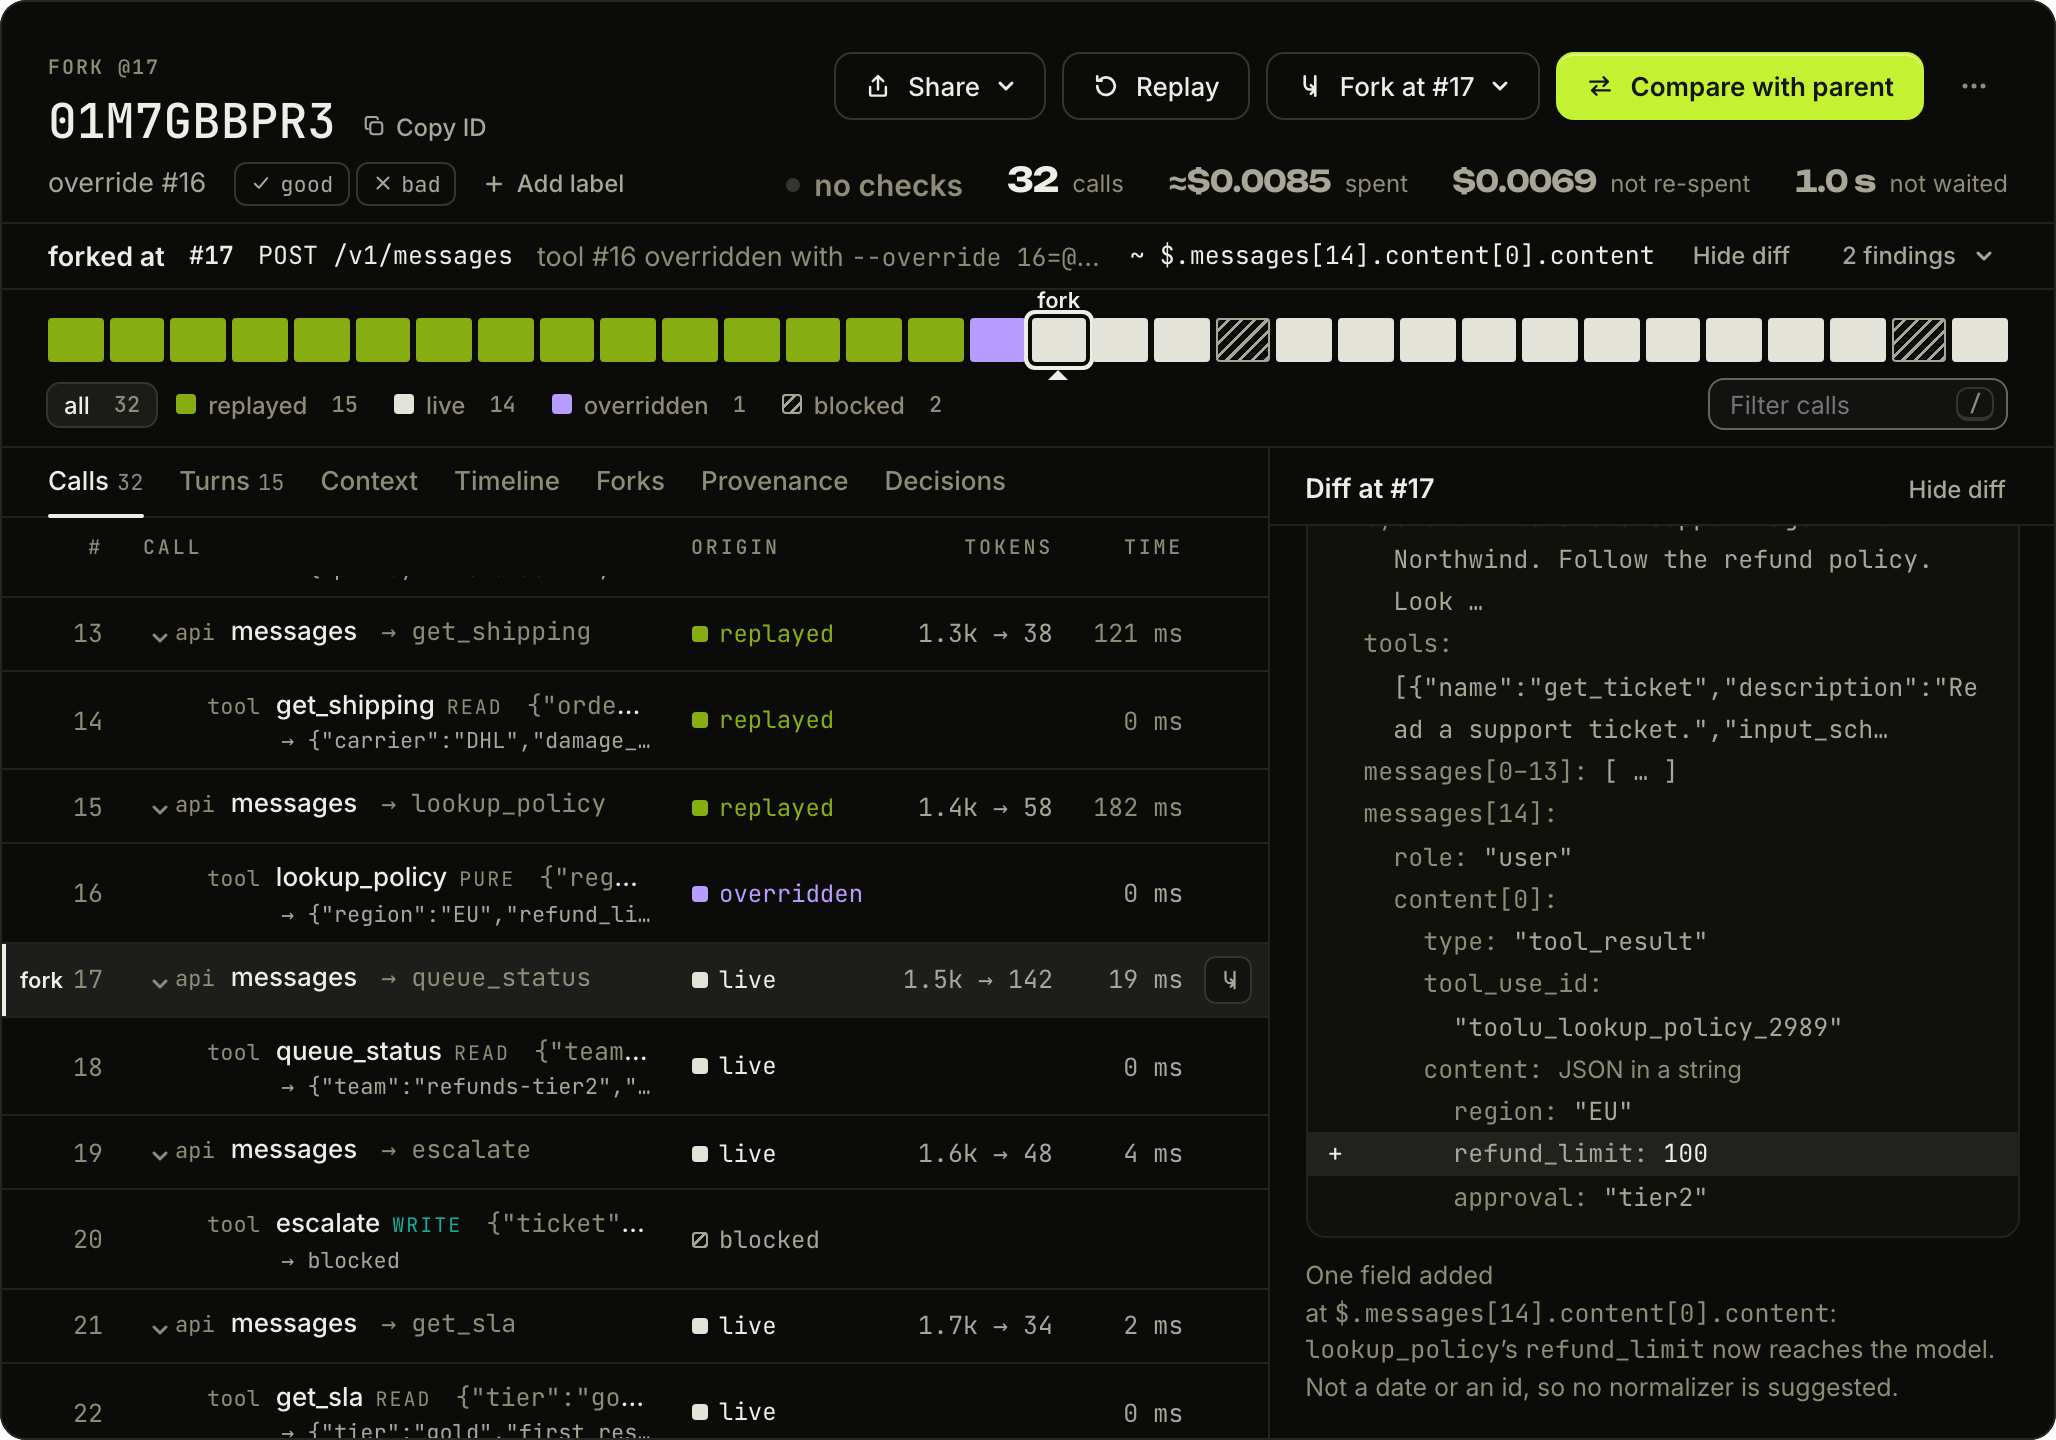 FORK @17
01M7GBBPR3 Copy ID
Share Replay Fork at #17 Compare with parent ...
override #16 good bad + Add label no checks 32 calls ≈$0.0085 spent $0.0069 not re-spent 1.0 s not waited
forked at #17 POST /v1/messages tool #16 overridden with --override 16=@… ~ $.messages[14].content[0].content Hide diff 2 findings
fork
all 32 replayed 15 live 14 overridden 1 blocked 2 Filter calls /
Calls 32 Turns 15 Context Timeline Forks Provenance Decisions
# CALL ORIGIN TOKENS TIME
13 api messages → get_shipping replayed 1.3k → 38 121 ms
14 tool get_shipping READ {"orde… replayed 0 ms
→ {"carrier":"DHL","damage_…
15 api messages → lookup_policy replayed 1.4k → 58 182 ms
16 tool lookup_policy PURE {"reg… overridden 0 ms
→ {"region":"EU","refund_li…
fork 17 api messages → queue_status live 1.5k → 142 19 ms
18 tool queue_status READ {"team… live 0 ms
→ {"team":"refunds-tier2","…
19 api messages → escalate live 1.6k → 48 4 ms
20 tool escalate WRITE {"ticket"… blocked
→ blocked
21 api messages → get_sla live 1.7k → 34 2 ms
22 tool get_sla READ {"tier":"go… live 0 ms
→ {"tier":"gold","first_res…
Diff at #17 Hide diff
Northwind. Follow the refund policy.
Look …
tools:
[{"name":"get_ticket","description":"Re
ad a support ticket.","input_sch…
messages[0–13]: [ … ]
messages[14]:
role: "user"
content[0]:
type: "tool_result"
tool_use_id:
"toolu_lookup_policy_2989"
content: JSON in a string
region: "EU"
+ refund_limit: 100
approval: "tier2"
One field added
at $.messages[14].content[0].content:
lookup_policy’s refund_limit now reaches the model.
Not a date or an id, so no normalizer is suggested.